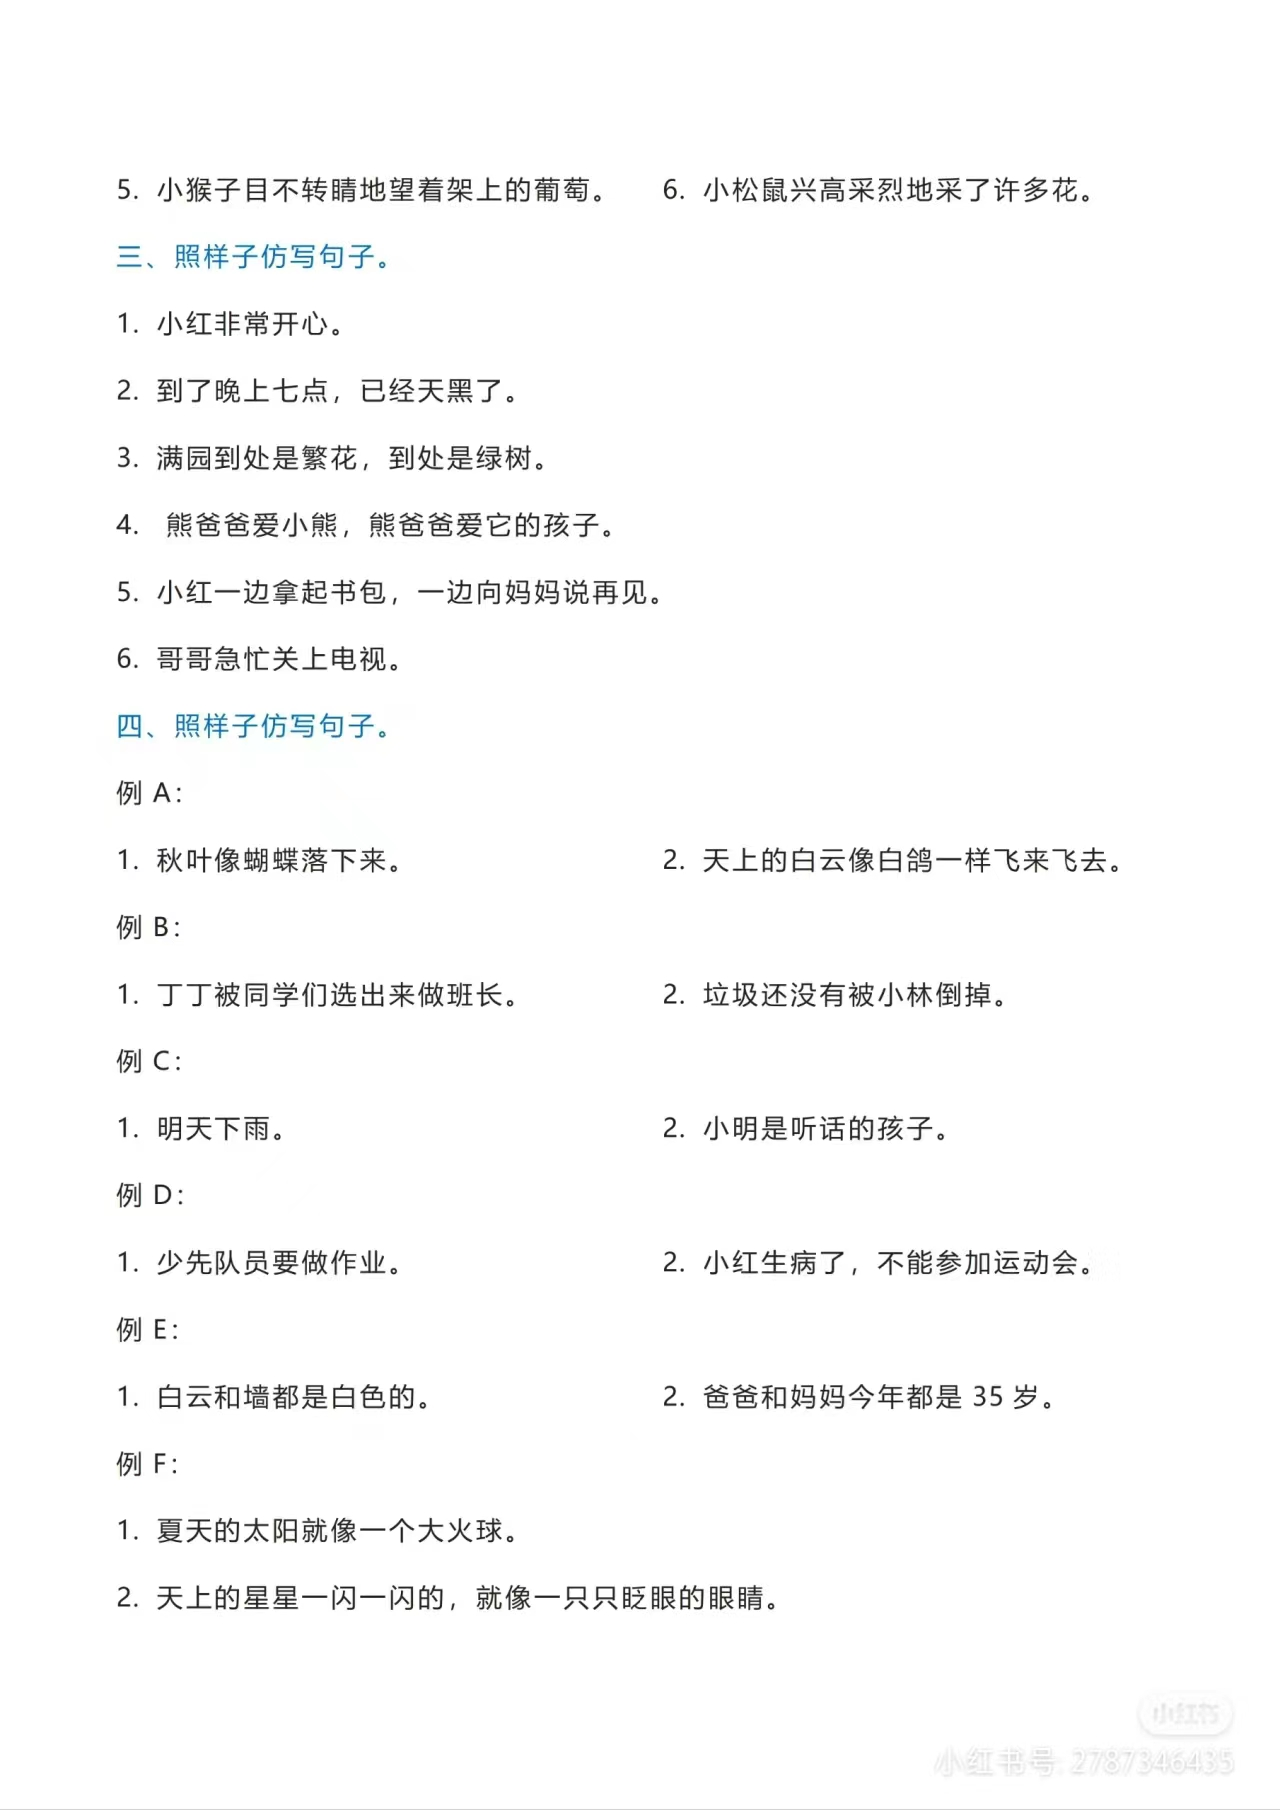 5. 小猴子目不转睛地望着架上的葡萄。 6. 小松鼠兴高采烈地采了许多花。
三、照样子仿写句子。
1. 小红非常开心。
2. 到了晚上七点，已经天黑了。
3. 满园到处是繁花，到处是绿树。
4. 熊爸爸爱小熊，熊爸爸爱它的孩子。
5. 小红一边拿起书包，一边向妈妈说再见。
6. 哥哥急忙关上电视。
四、照样子仿写句子。
例 A：
1. 秋叶像蝴蝶落下来。 2. 天上的白云像白鸽一样飞来飞去。
例 B：
1. 丁丁被同学们选出来做班长。 2. 垃圾还没有被小林倒掉。
例 C：
1. 明天下雨。 2. 小明是听话的孩子。
例 D：
1. 少先队员要做作业。 2. 小红生病了，不能参加运动会。
例 E：
1. 白云和墙都是白色的。 2. 爸爸和妈妈今年都是 35 岁。
例 F：
1. 夏天的太阳就像一个大火球。
2. 天上的星星一闪一闪的，就像一只只眨眼的眼睛。
小红书
小红书号: 2787346435